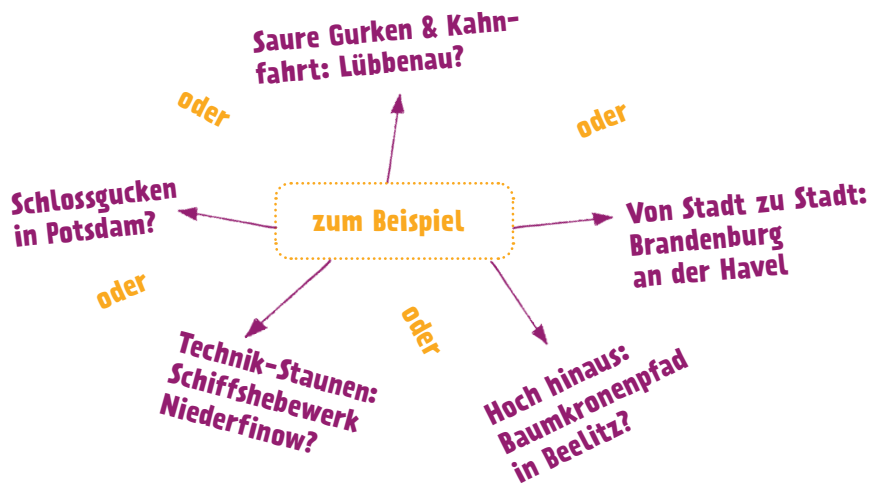 Saure Gurken & Kahn-
fahrt: Lübbenau?
oder
oder
Schlossgucken
in Potsdam?
zum Beispiel
Von Stadt zu Stadt:
Brandenburg
an der Havel
oder
oder
Technik-Staunen:
Schiffshebewerk
Niederfinow?
Hoch hinaus:
Baumkronenpfad
in Beelitz?